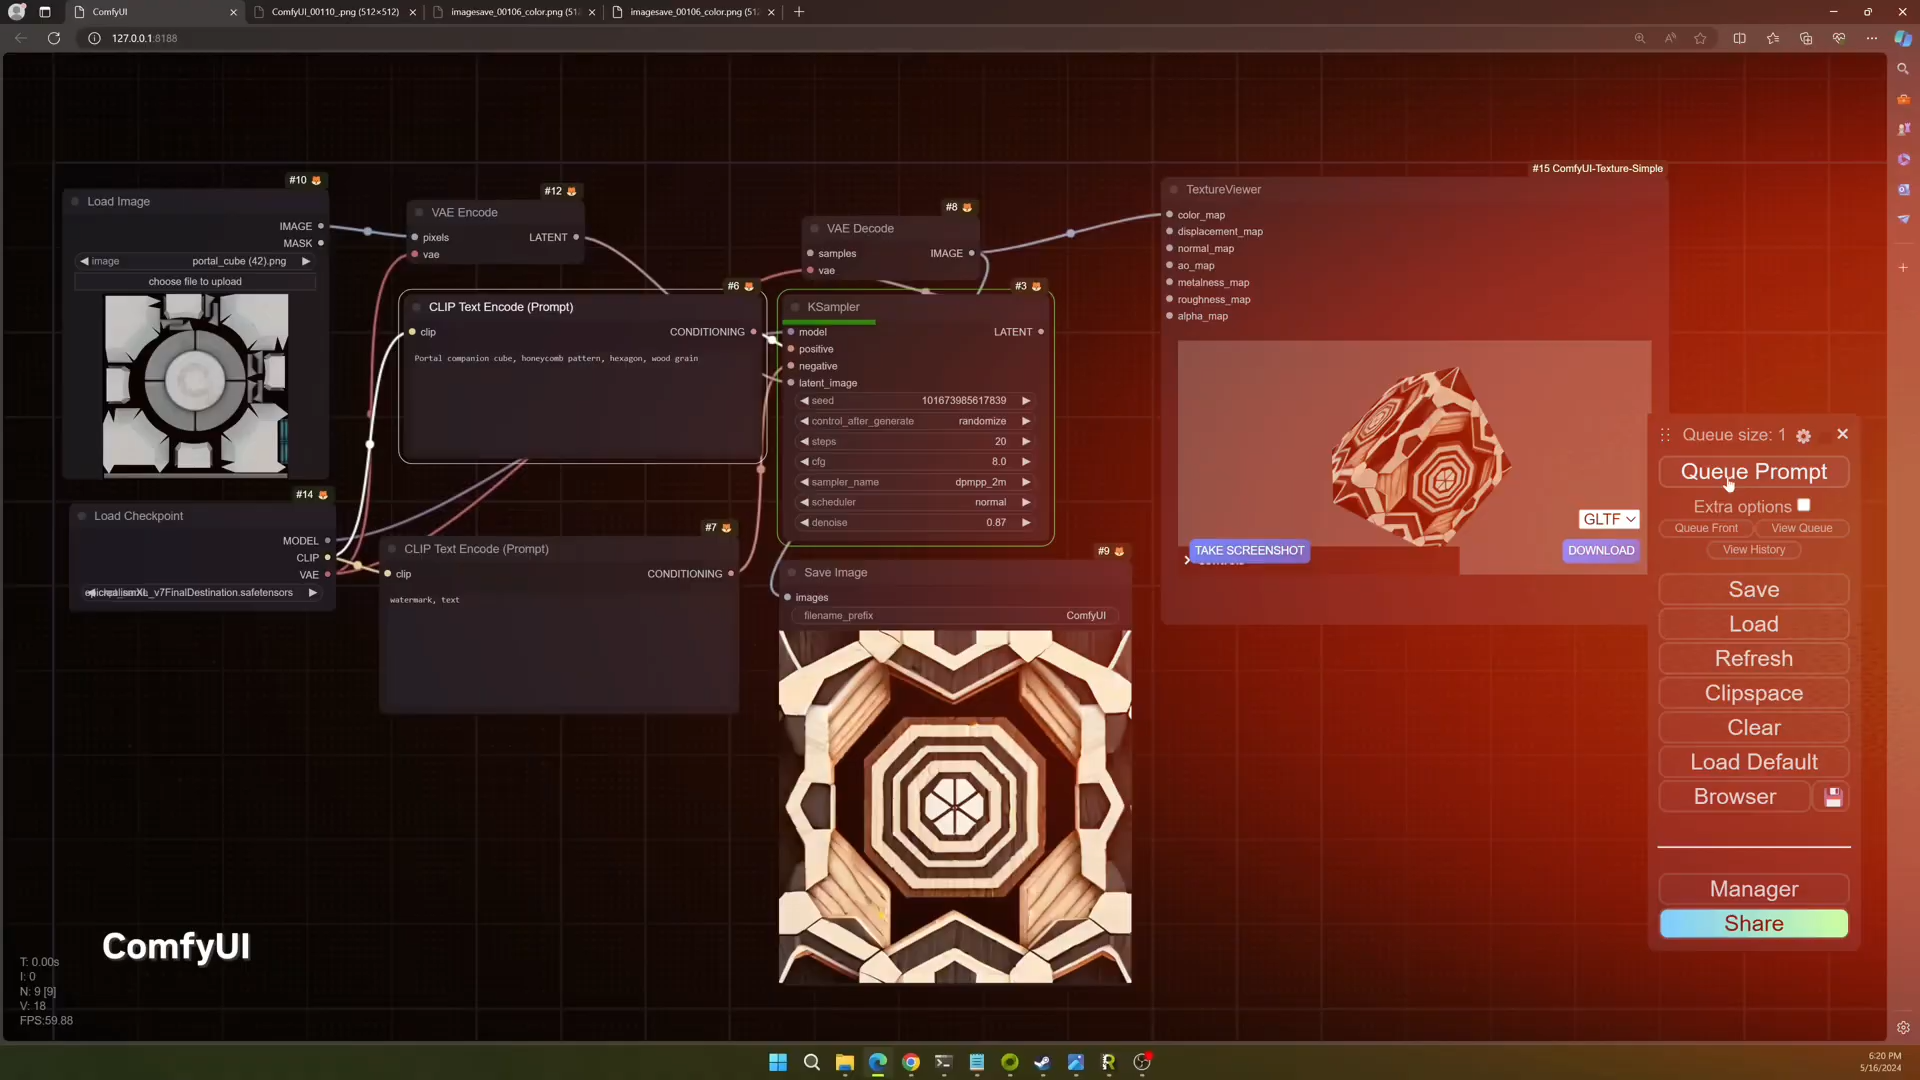 ComfyUI
ComfyUI_00110_.png (512×512)
imagesave_00106_color.png (51
imagesave_00106_color.png (51
127.0.0.1:8188
#10
Load Image
IMAGE
MASK
image
portal_cube (42).png
choose file to upload
#14
Load Checkpoint
MODEL
CLIP
VAE
_v7FinalDestination.safetensors
#12
VAE Encode
pixels
LATENT
vae
#6
CLIP Text Encode (Prompt)
clip
CONDITIONING
Portal companion cube, honeycomb pattern, hexagon, wood grain
#7
CLIP Text Encode (Prompt)
clip
CONDITIONING
watermark, text
#8
VAE Decode
samples
IMAGE
vae
#3
KSampler
model
LATENT
positive
negative
latent_image
seed
101673985617839
control_after_generate
randomize
steps
20
cfg
8.0
sampler_name
dpmpp_2m
scheduler
normal
denoise
0.87
#9
Save Image
images
filename_prefix
ComfyUI
#15 ComfyUI-Texture-Simple
TextureViewer
color_map
displacement_map
normal_map
ao_map
metalness_map
roughness_map
alpha_map
GLTF
TAKE SCREENSHOT
DOWNLOAD
Queue size: 1
Queue Prompt
Extra options
Queue Front
View Queue
View History
Save
Load
Refresh
Clipspace
Clear
Load Default
Browser
Manager
Share
ComfyUI
T: 0.00s
I: 0
N: 9 [9]
V: 18
FPS:59.88
6:20 PM
5/16/2024